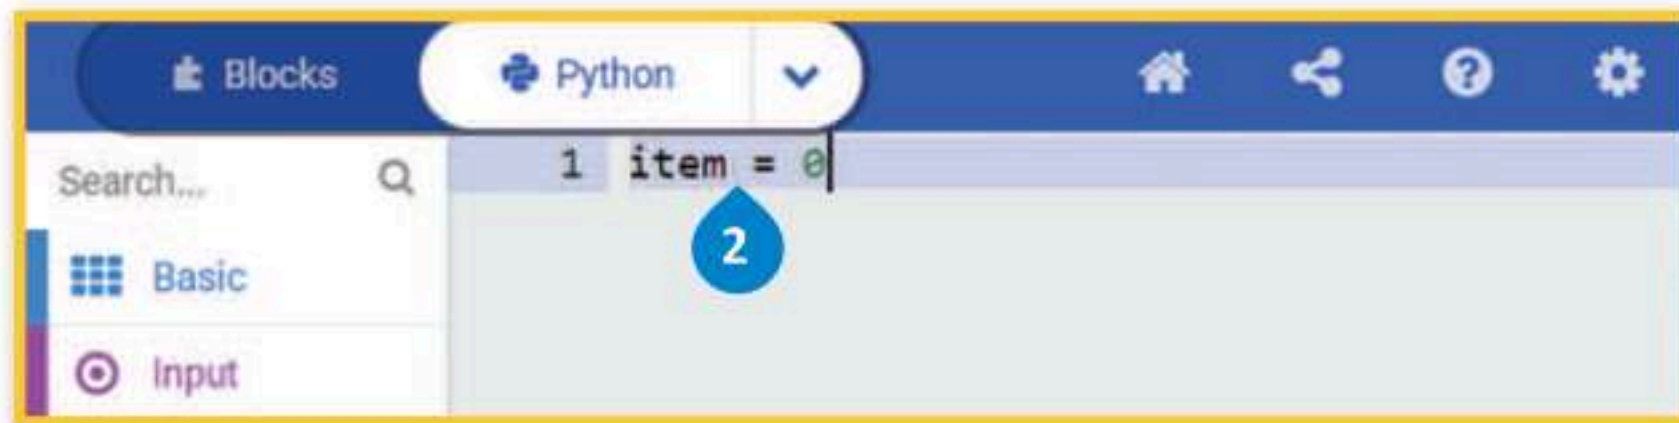 Blocks Python
Search...
1 item = 0
2
Basic
Input